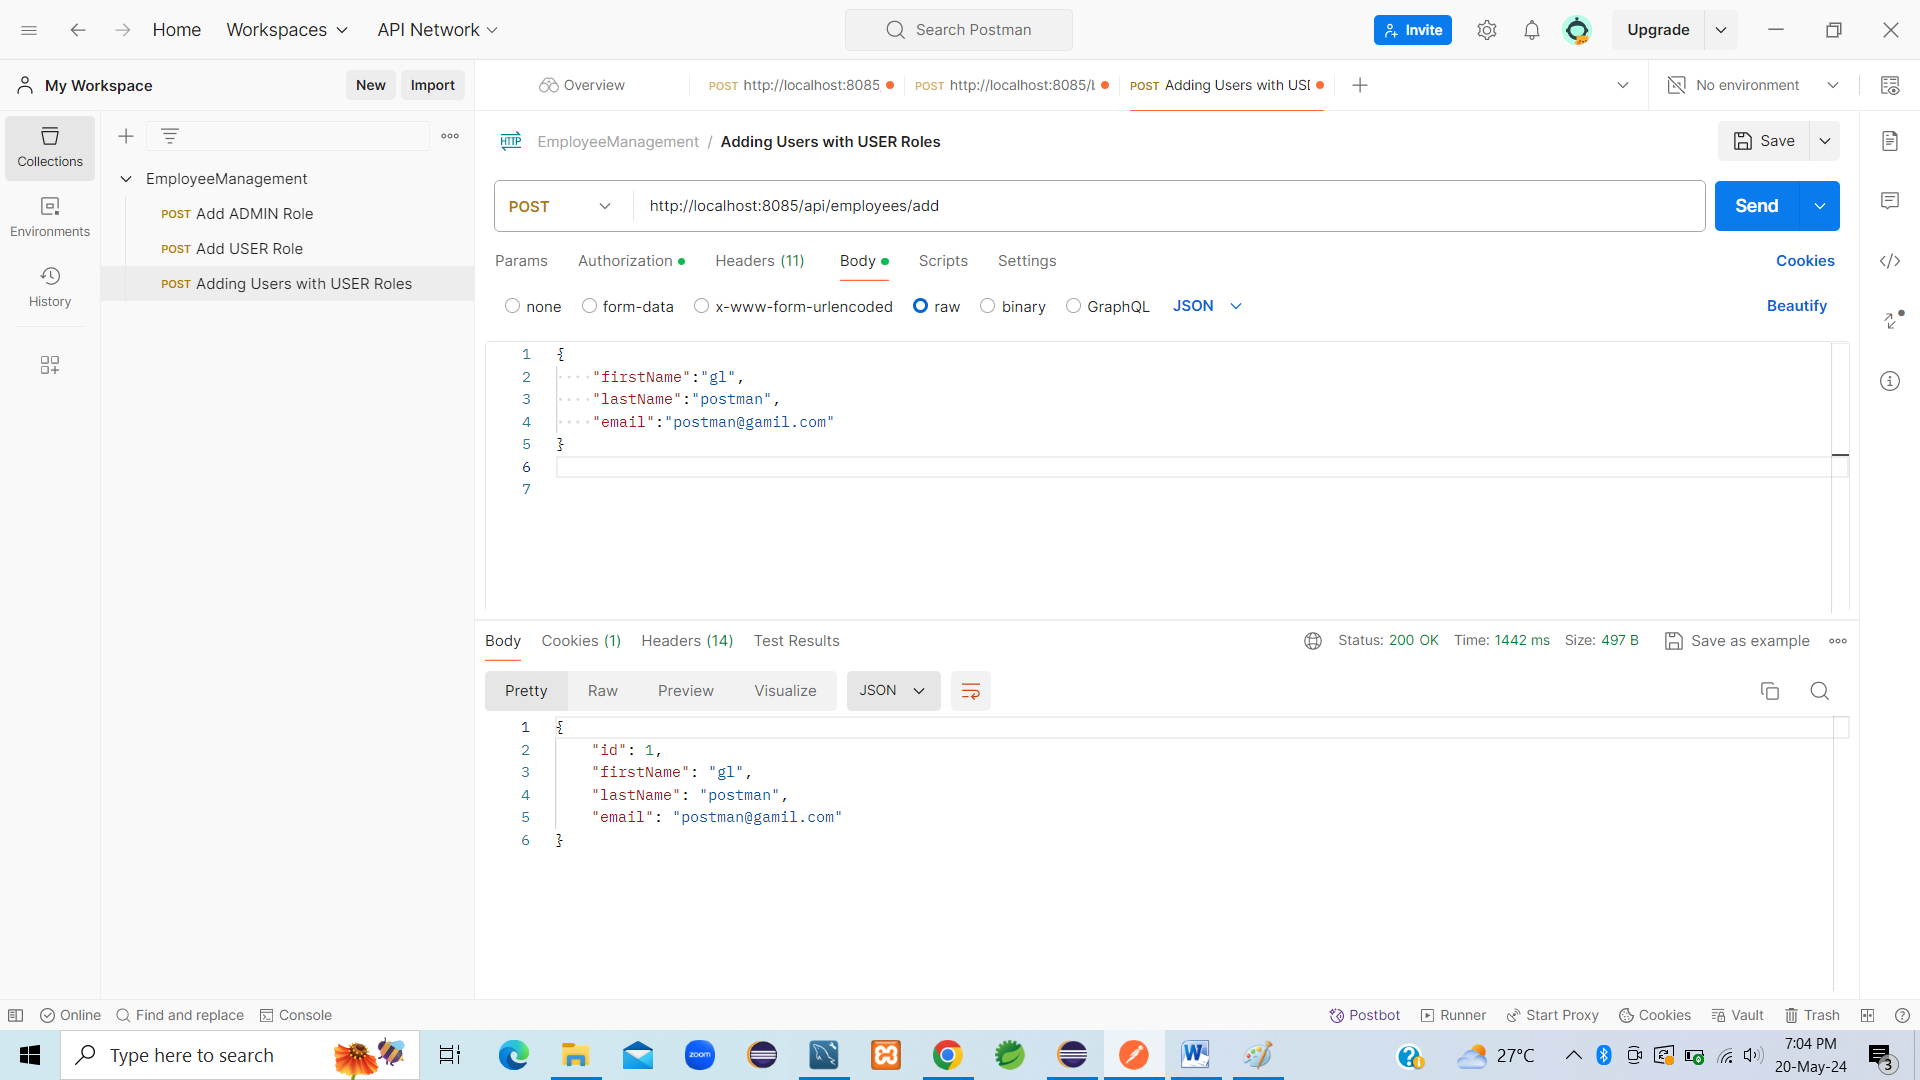 Home Workspaces API Network Search Postman Invite Upgrade
My Workspace New Import Overview POST http://localhost:8085 POST http://localhost:8085/ POST Adding Users with USE No environment
Collections
Environments
History
EmployeeManagement
POST Add ADMIN Role
POST Add USER Role
POST Adding Users with USER Roles
HTTP EmployeeManagement / Adding Users with USER Roles Save
POST http://localhost:8085/api/employees/add Send
Params Authorization Headers (11) Body Scripts Settings Cookies
none form-data x-www-form-urlencoded raw binary GraphQL JSON Beautify
1 {
2 "firstName":"gl",
3 "lastName":"postman",
4 "email":"postman@gamil.com"
5 }
6
7
Body Cookies (1) Headers (14) Test Results Status: 200 OK Time: 1442 ms Size: 497 B Save as example
Pretty Raw Preview Visualize JSON
1 {
2 "id": 1,
3 "firstName": "gl",
4 "lastName": "postman",
5 "email": "postman@gamil.com"
6 }
Online Find and replace Console Postbot Runner Start Proxy Cookies Vault Trash
Type here to search zoom 27°C 7:04 PM
20-May-24 3